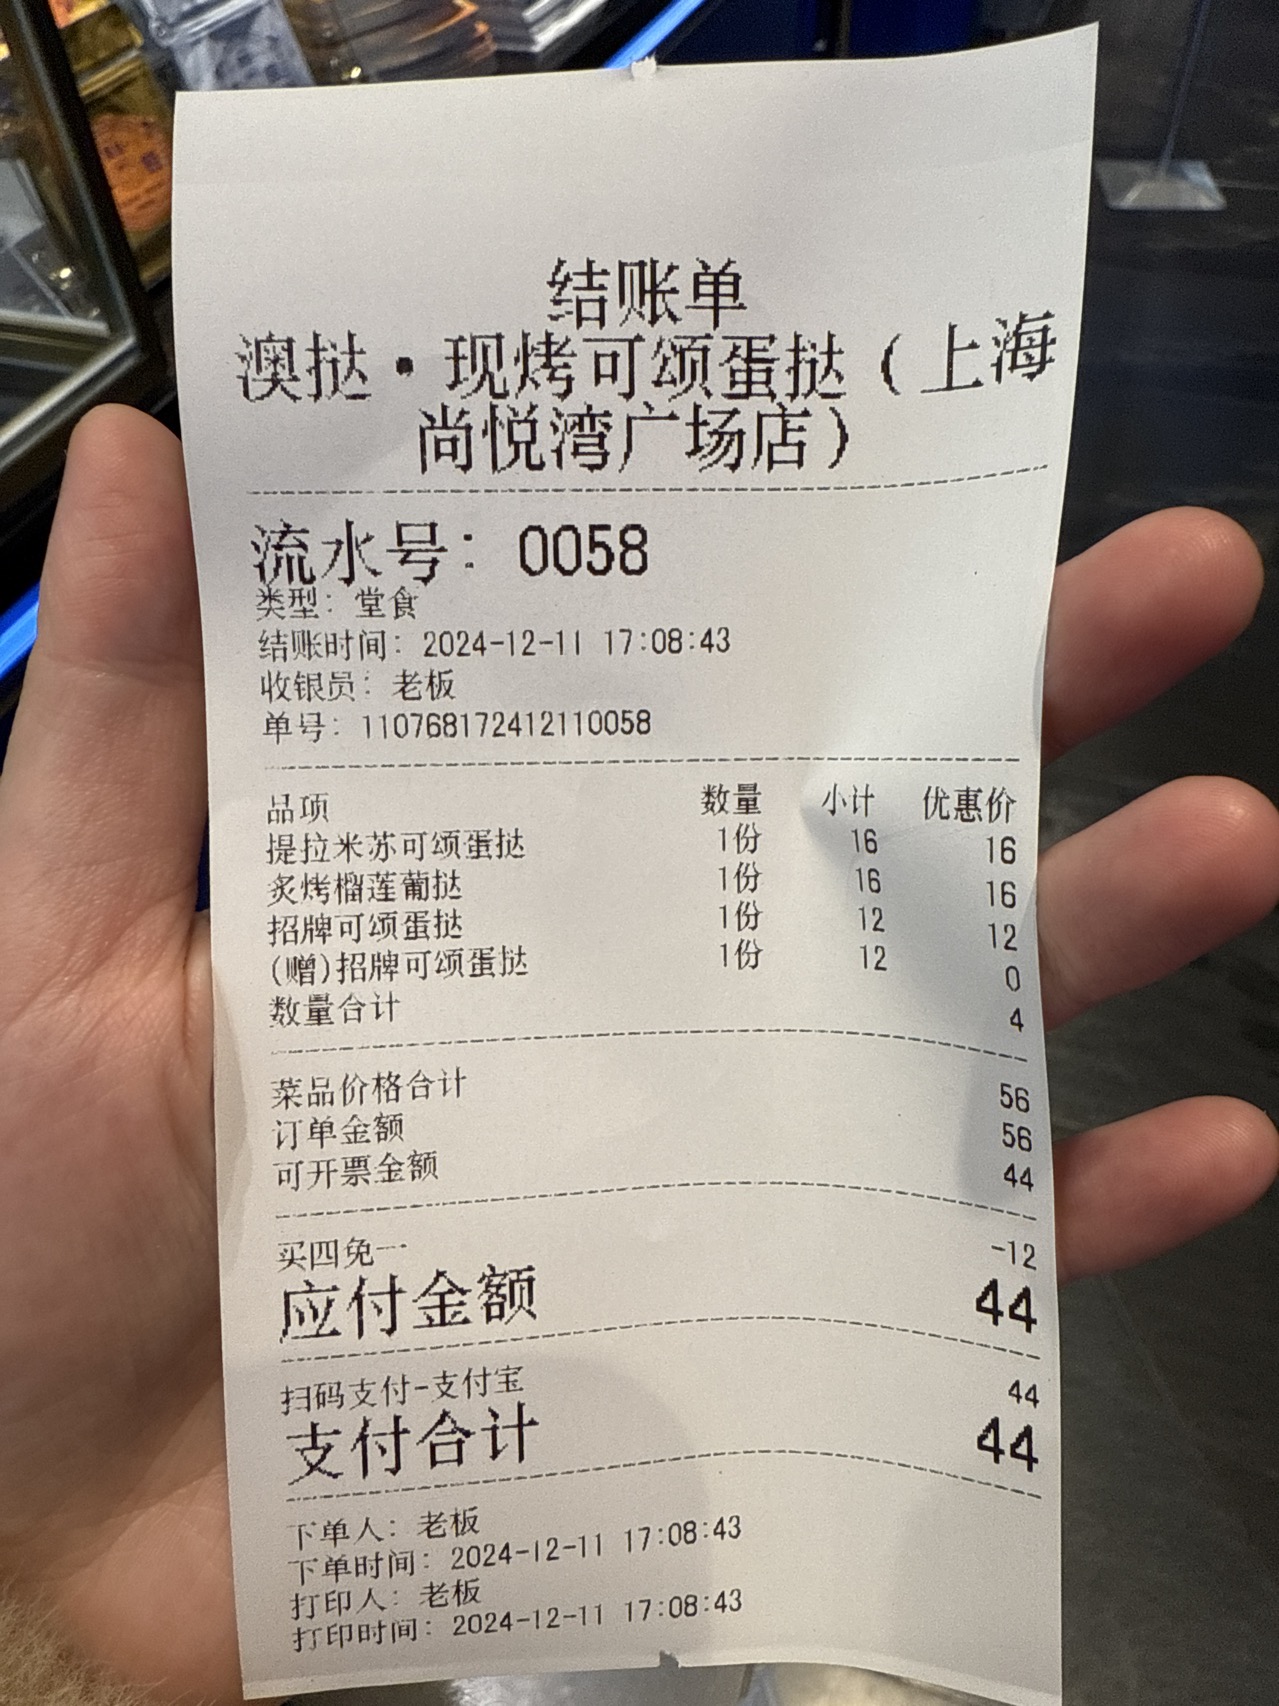 结账单
澳挞·现烤可颂蛋挞（上海
尚悦湾广场店）
流水号：0058
类型：堂食
结账时间：2024-12-11 17:08:43
收银员：老板
单号：110768172412110058
品项 数量 小计 优惠价
提拉米苏可颂蛋挞 1份 16 16
炙烤榴莲葡挞 1份 16 16
招牌可颂蛋挞 1份 12 12
(赠)招牌可颂蛋挞 1份 12 0
数量合计 4
菜品价格合计 56
订单金额 56
可开票金额 44
买四免一 -12
应付金额 44
扫码支付-支付宝 44
支付合计 44
下单人：老板
下单时间：2024-12-11 17:08:43
打印人：老板
打印时间：2024-12-11 17:08:43